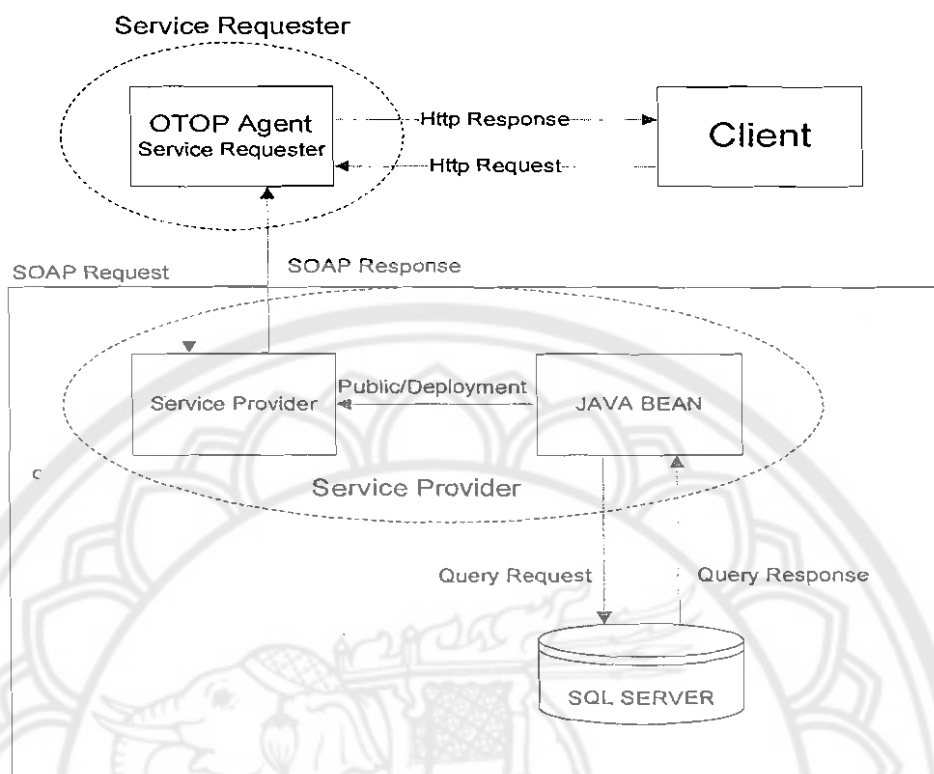 Service Requester
OTOP Agent
Service Requester
Http Response
Client
Http Request
SOAP Request
SOAP Response
Service Provider
Public/Deployment
JAVA BEAN
c
Service Provider
Query Request
Query Response
SQL SERVER